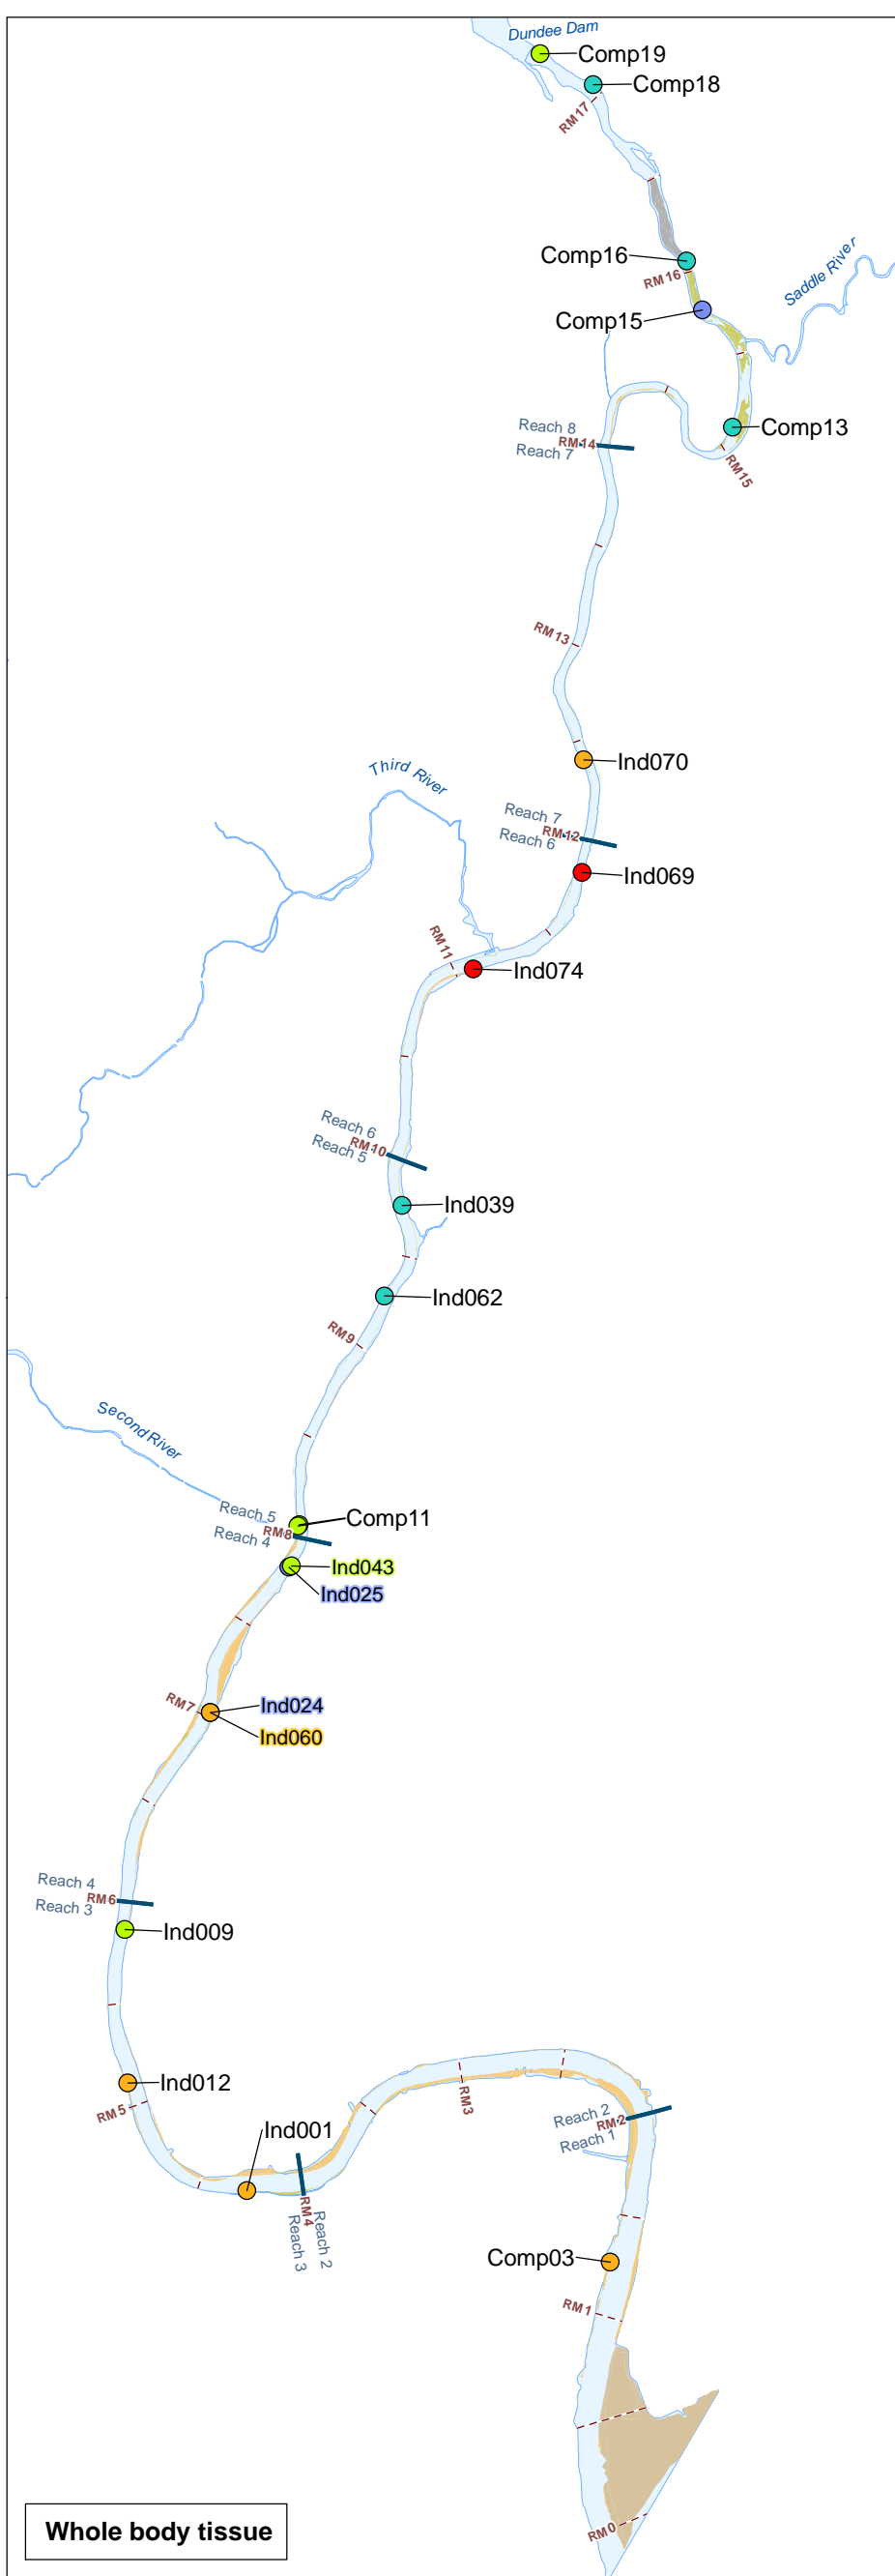 Dundee Dam
Comp19
Comp18
RM17
Comp16
RM16
Saddle River
Comp15
Reach 8
RM14
Reach 7
Comp13
RM15
RM13
Ind070
Third River
Reach 7
RM12
Reach 6
Ind069
RM11
Ind074
Reach 6
RM10
Reach 5
Ind039
Ind062
RM9
Second River
Reach 5
Comp11
RM8
Reach 4
Ind043
Ind025
RM7
Ind024
Ind060
Reach 4
RM6
Reach 3
Ind009
Ind012
RM5
RM3
Reach 2
RM2
Reach 1
Ind001
RM4
Reach 2
Reach 3
Comp03
RM1
RM0
Whole body tissue